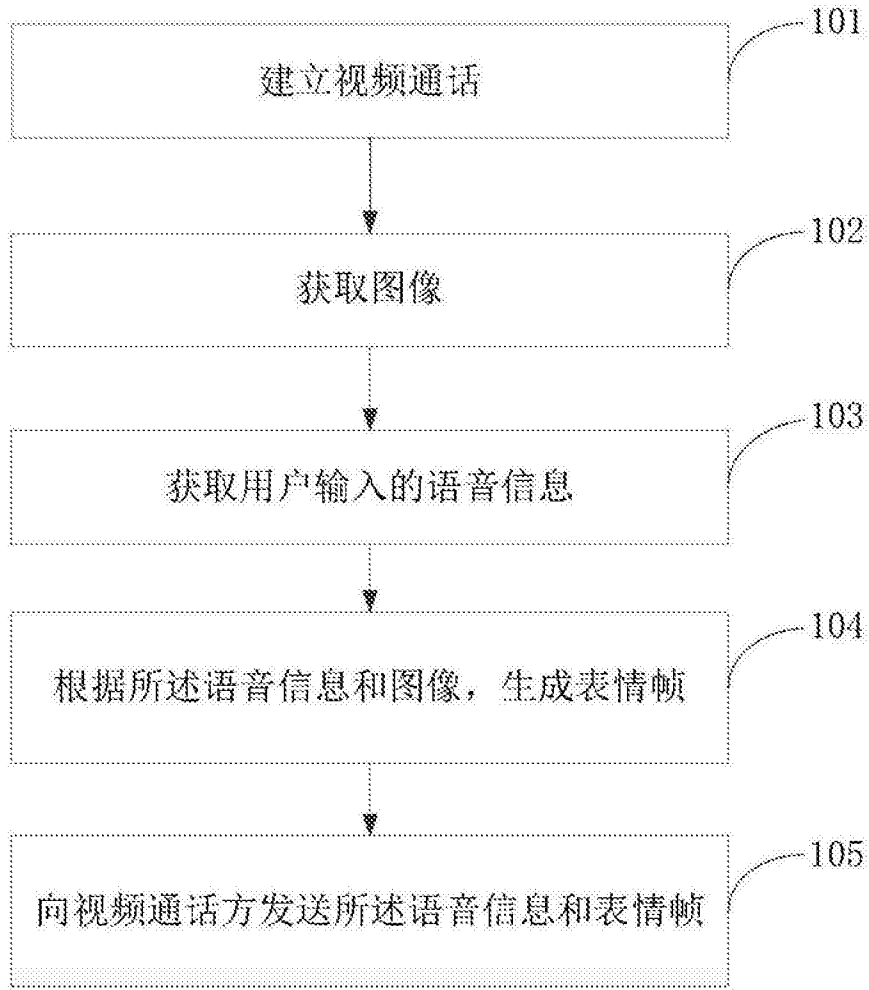 101
建立视频通话
102
获取图像
103
获取用户输入的语音信息
104
根据所述语音信息和图像，生成表情帧
105
向视频通话方发送所述语音信息和表情帧